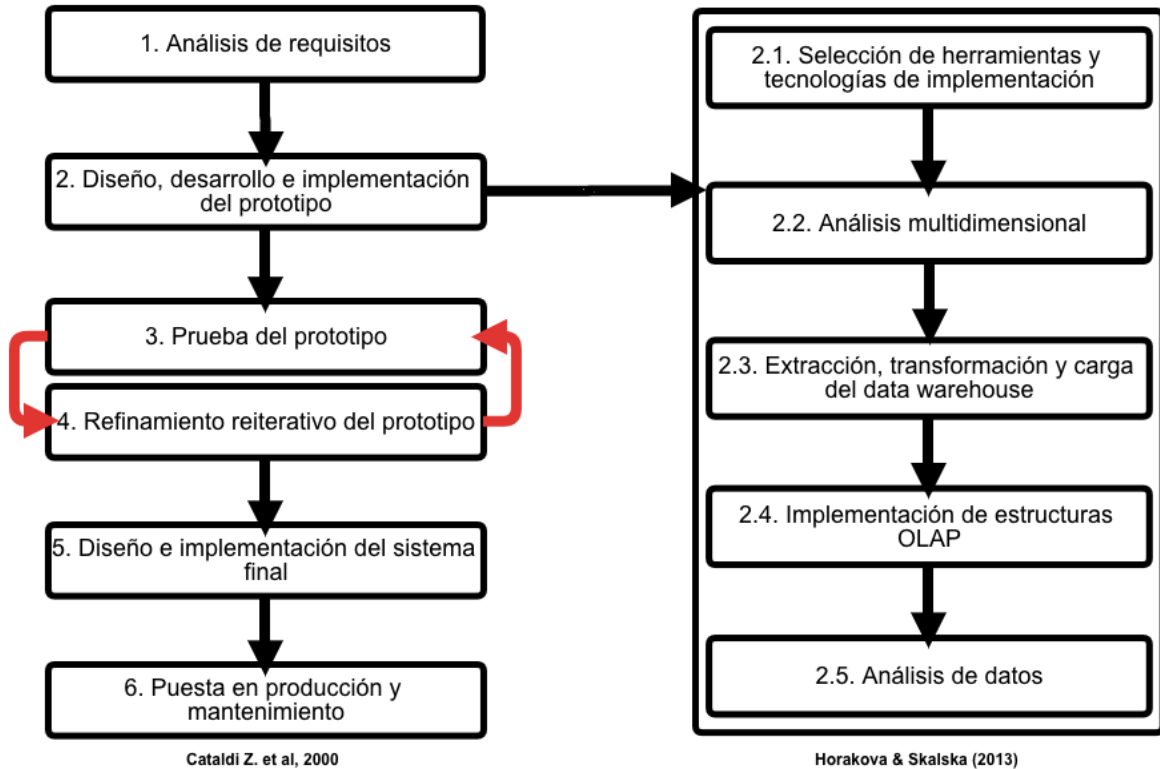 1. Análisis de requisitos
2. Diseño, desarrollo e implementación
del prototipo
3. Prueba del prototipo
4. Refinamiento reiterativo del prototipo
5. Diseño e implementación del sistema
final
6. Puesta en producción y
mantenimiento
Cataldi Z. et al, 2000
2.1. Selección de herramientas y
tecnologías de implementación
2.2. Análisis multidimensional
2.3. Extracción, transformación y carga
del data warehouse
2.4. Implementación de estructuras
OLAP
2.5. Análisis de datos
Horakova & Skalska (2013)